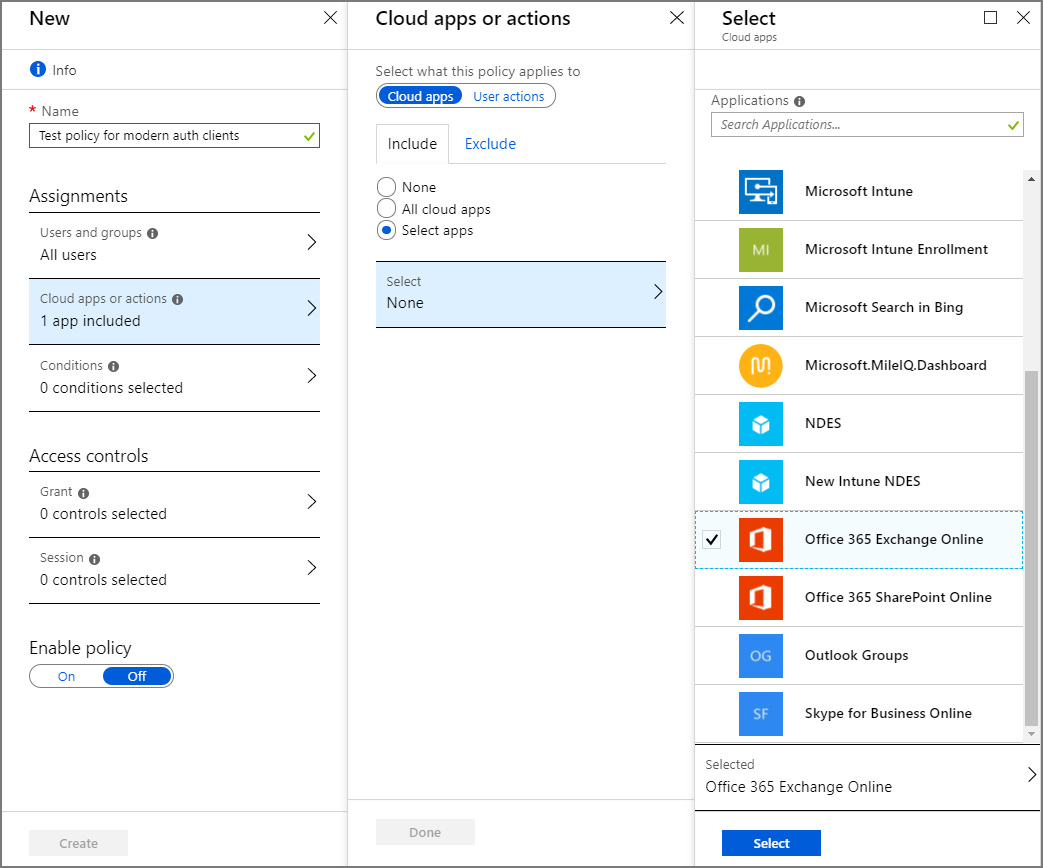 New
Info
* Name
Test policy for modern auth clients
Assignments
Users and groups
All users
Cloud apps or actions
1 app included
Conditions
0 conditions selected
Access controls
Grant
0 controls selected
Session
0 controls selected
Enable policy
On Off
Create
Cloud apps or actions
Select what this policy applies to
Cloud apps User actions
Include Exclude
None
All cloud apps
Select apps
Select
None
Done
Select
Cloud apps
Applications
Search Applications...
Microsoft Intune
MI Microsoft Intune Enrollment
Microsoft Search in Bing
Microsoft.MileIQ.Dashboard
NDES
New Intune NDES
Office 365 Exchange Online
Office 365 SharePoint Online
OG Outlook Groups
SF Skype for Business Online
Selected
Office 365 Exchange Online
Select